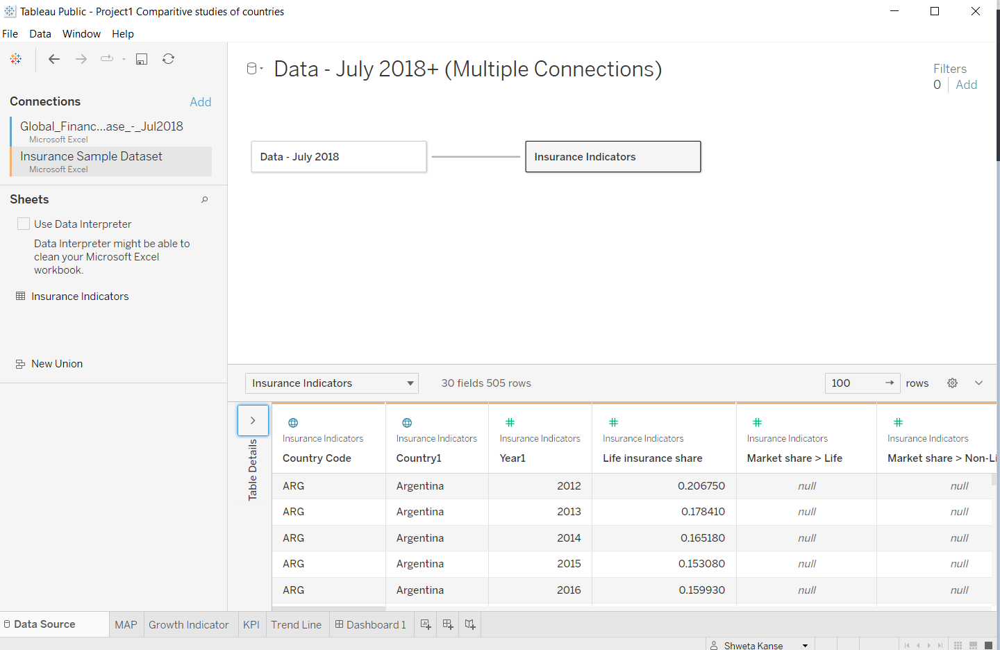 Tableau Public - Project1 Comparitive studies of countries
File Data Window Help
Data - July 2018+ (Multiple Connections)
Filters
0 Add
Connections Add
Global_Financ...ase_-_Jul2018
Microsoft Excel
Insurance Sample Dataset
Microsoft Excel
Data - July 2018 Insurance Indicators
Sheets
Use Data Interpreter
Data Interpreter might be able to
clean your Microsoft Excel
workbook.
Insurance Indicators
New Union
Insurance Indicators 30 fields 505 rows 100 rows
Table Details
Insurance Indicators Insurance Indicators Insurance Indicators Insurance Indicators Insurance Indicators Insurance Indicators
Country Code Country1 Year1 Life insurance share Market share > Life Market share > Non-Li
ARG Argentina 2012 0.206750 null null
ARG Argentina 2013 0.178410 null null
ARG Argentina 2014 0.165180 null null
ARG Argentina 2015 0.153080 null null
ARG Argentina 2016 0.159930 null null
Data Source MAP Growth Indicator KPI Trend Line Dashboard 1
Shweta Kanse